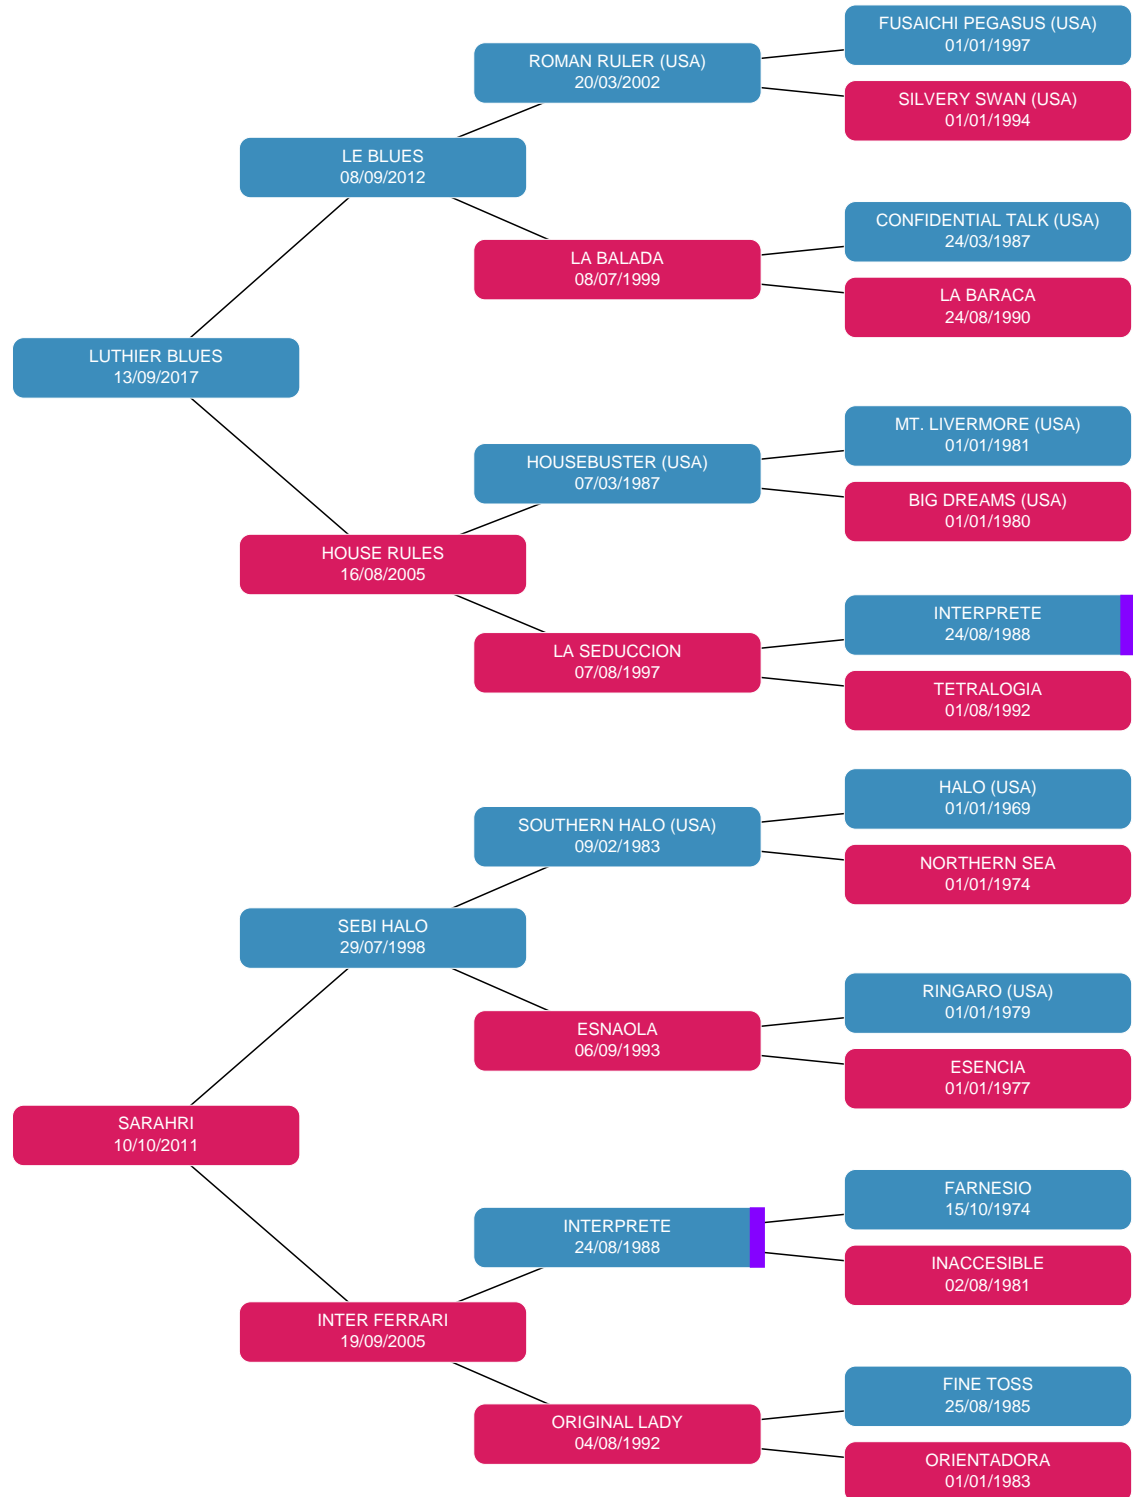 FUSAICHI PEGASUS (USA)
01/01/1997
ROMAN RULER (USA)
20/03/2002
SILVERY SWAN (USA)
01/01/1994
LE BLUES
08/09/2012
CONFIDENTIAL TALK (USA)
24/03/1987
LA BALADA
08/07/1999
LA BARACA
24/08/1990
LUTHIER BLUES
13/09/2017
MT. LIVERMORE (USA)
01/01/1981
HOUSEBUSTER (USA)
07/03/1987
BIG DREAMS (USA)
01/01/1980
HOUSE RULES
16/08/2005
INTERPRETE
24/08/1988
LA SEDUCCION
07/08/1997
TETRALOGIA
01/08/1992
HALO (USA)
01/01/1969
SOUTHERN HALO (USA)
09/02/1983
NORTHERN SEA
01/01/1974
SEBI HALO
29/07/1998
RINGARO (USA)
01/01/1979
ESNAOLA
06/09/1993
ESENCIA
01/01/1977
SARAHRI
10/10/2011
FARNESIO
15/10/1974
INTERPRETE
24/08/1988
INACCESIBLE
02/08/1981
INTER FERRARI
19/09/2005
FINE TOSS
25/08/1985
ORIGINAL LADY
04/08/1992
ORIENTADORA
01/01/1983